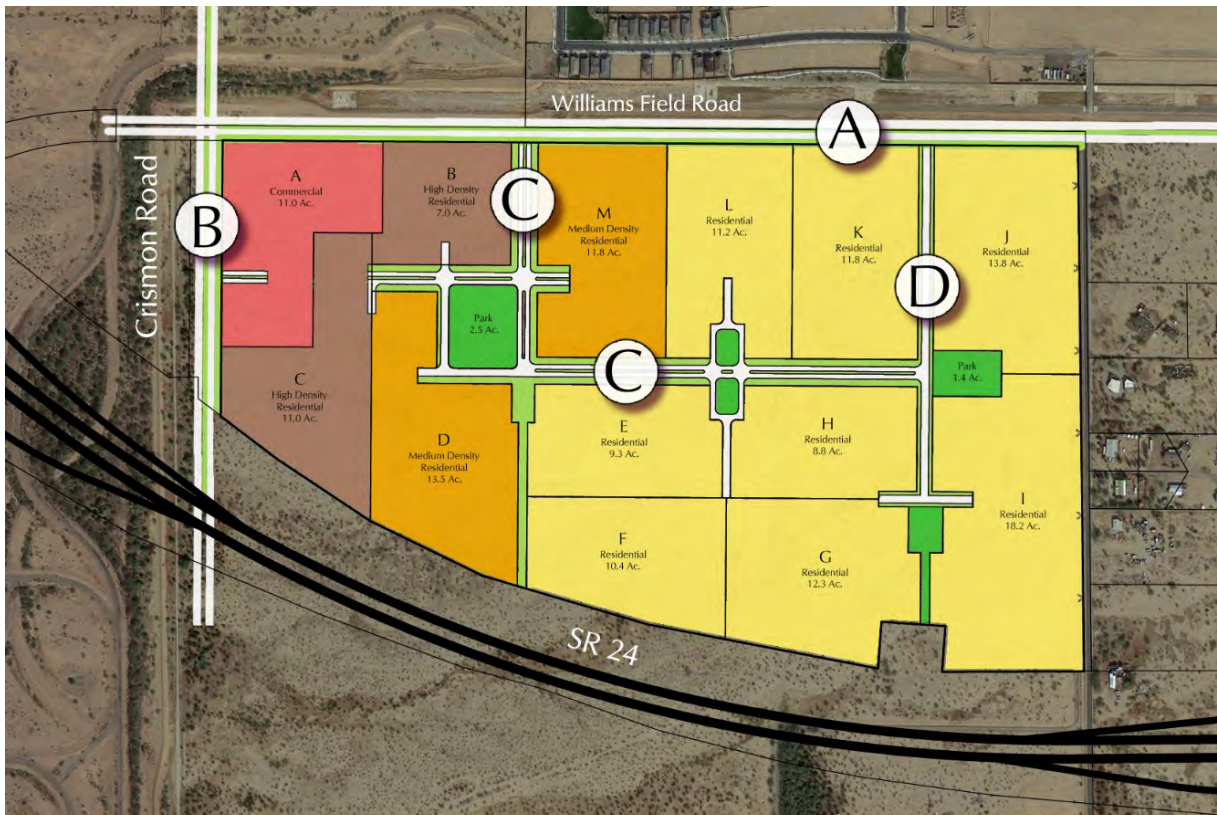 Williams Field Road
A
B
C
C
D
Crismon Road
SR 24
A
Commercial
11.0 Ac.
B
High Density
Residential
7.0 Ac.
M
Medium Density
Residential
11.8 Ac.
L
Residential
11.2 Ac.
K
Residential
11.8 Ac.
J
Residential
13.8 Ac.
Park
2.5 Ac.
Park
1.4 Ac.
C
High Density
Residential
11.0 Ac.
D
Medium Density
Residential
13.5 Ac.
E
Residential
9.3 Ac.
H
Residential
8.8 Ac.
I
Residential
18.2 Ac.
F
Residential
10.4 Ac.
G
Residential
12.3 Ac.